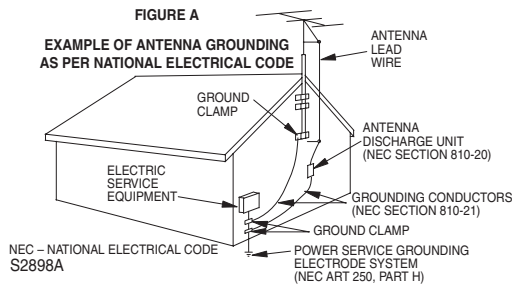 FIGURE A
EXAMPLE OF ANTENNA GROUNDING
AS PER NATIONAL ELECTRICAL CODE
ANTENNA
LEAD
WIRE
GROUND
CLAMP
ANTENNA
DISCHARGE UNIT
(NEC SECTION 810-20)
ELECTRIC
SERVICE
EQUIPMENT
GROUNDING CONDUCTORS
(NEC SECTION 810-21)
GROUND CLAMP
POWER SERVICE GROUNDING
ELECTRODE SYSTEM
(NEC ART 250, PART H)
NEC – NATIONAL ELECTRICAL CODE
S2898A